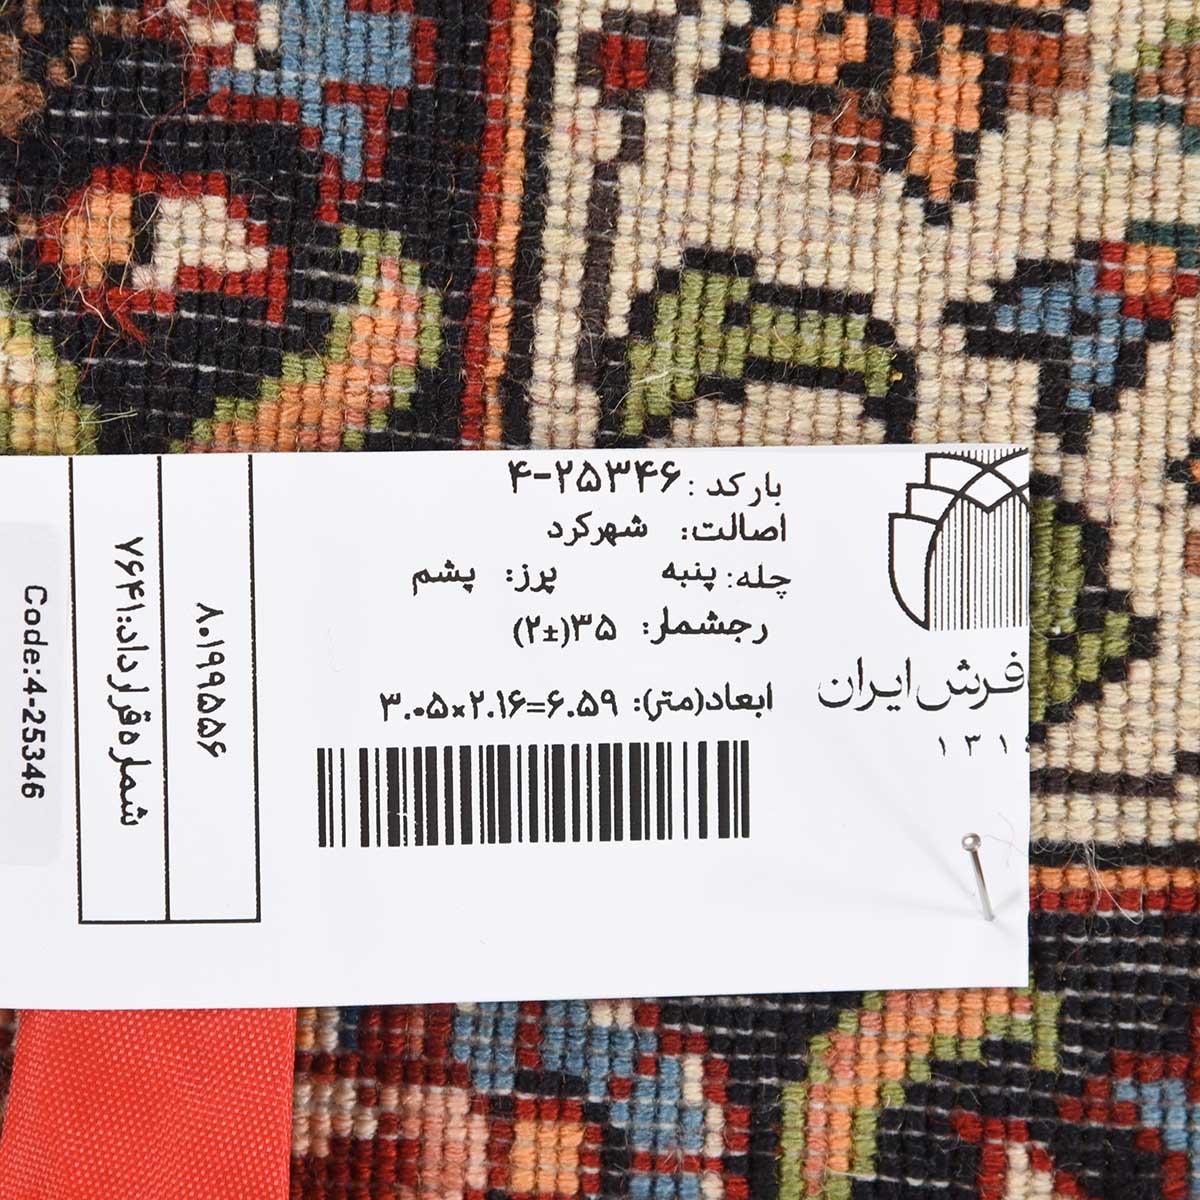 بارکد: ۴-۲۵۳۴۶
اصالت: شهرکرد
چله: پنبه پرز: پشم
رجشمار: ۳۵(±۲)
ابعاد(متر): ۳.۰۵×۲.۱۶=۶.۵۹
فرش ایران
۱۳۱
۸۰۱۹۹۵۵۶
شماره قرارداد: ۷۶۴۱
Code:4-25346